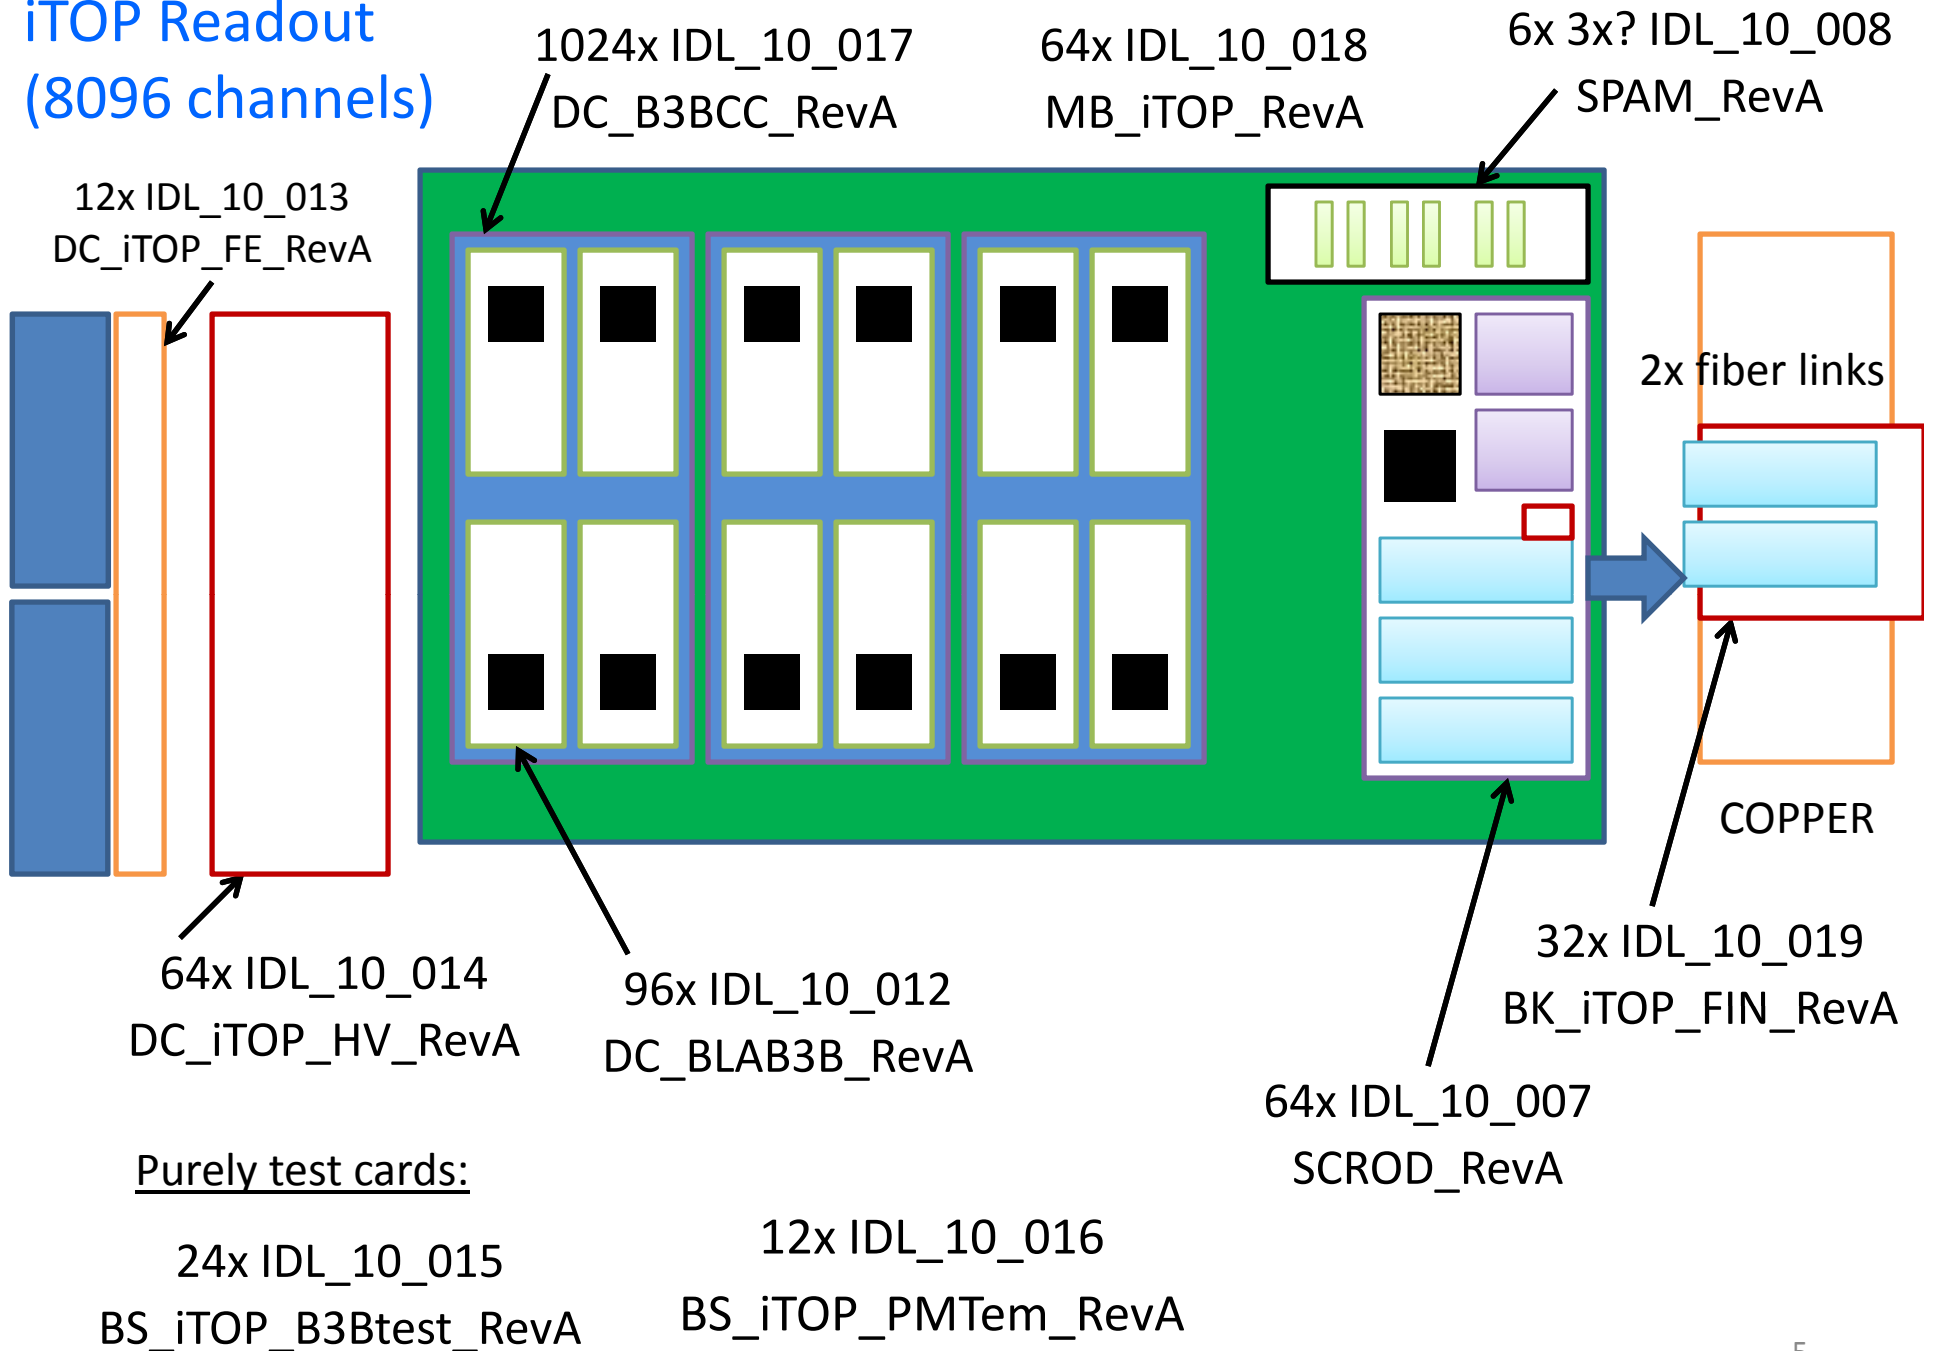 iTOP Readout
(8096 channels)
1024x IDL_10_017
DC_B3BCC_RevA
64x IDL_10_018
MB_iTOP_RevA
6x 3x? IDL_10_008
SPAM_RevA
12x IDL_10_013
DC_iTOP_FE_RevA
2x fiber links
COPPER
64x IDL_10_014
DC_iTOP_HV_RevA
96x IDL_10_012
DC_BLAB3B_RevA
32x IDL_10_019
BK_iTOP_FIN_RevA
64x IDL_10_007
SCROD_RevA
Purely test cards:
24x IDL_10_015
BS_iTOP_B3Btest_RevA
12x IDL_10_016
BS_iTOP_PMTem_RevA